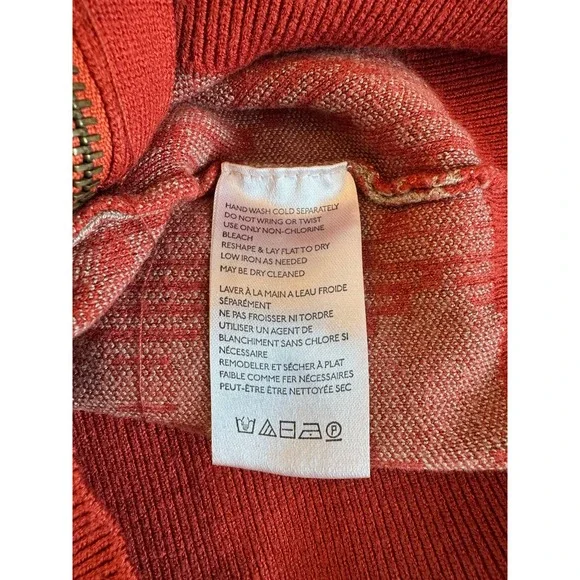 HAND WASH COLD SEPARATELY
DO NOT WRING OR TWIST
USE ONLY NON-CHLORINE
BLEACH
RESHAPE & LAY FLAT TO DRY
LOW IRON AS NEEDED
MAY BE DRY CLEANED
LAVER À LA MAIN A LEAU FROIDE
SÉPARÉMENT
NE PAS FROISSER NI TORDRE
UTILISER UN AGENT DE
BLANCHIMENT SANS CHLORE SI
NÉCESSAIRE
REMODELER ET SÈCHER À PLAT
FAIBLE COMME FER NÉCESSAIRES
PEUT-ÊTRE ÊTRE NETTOYÉE SEC
P